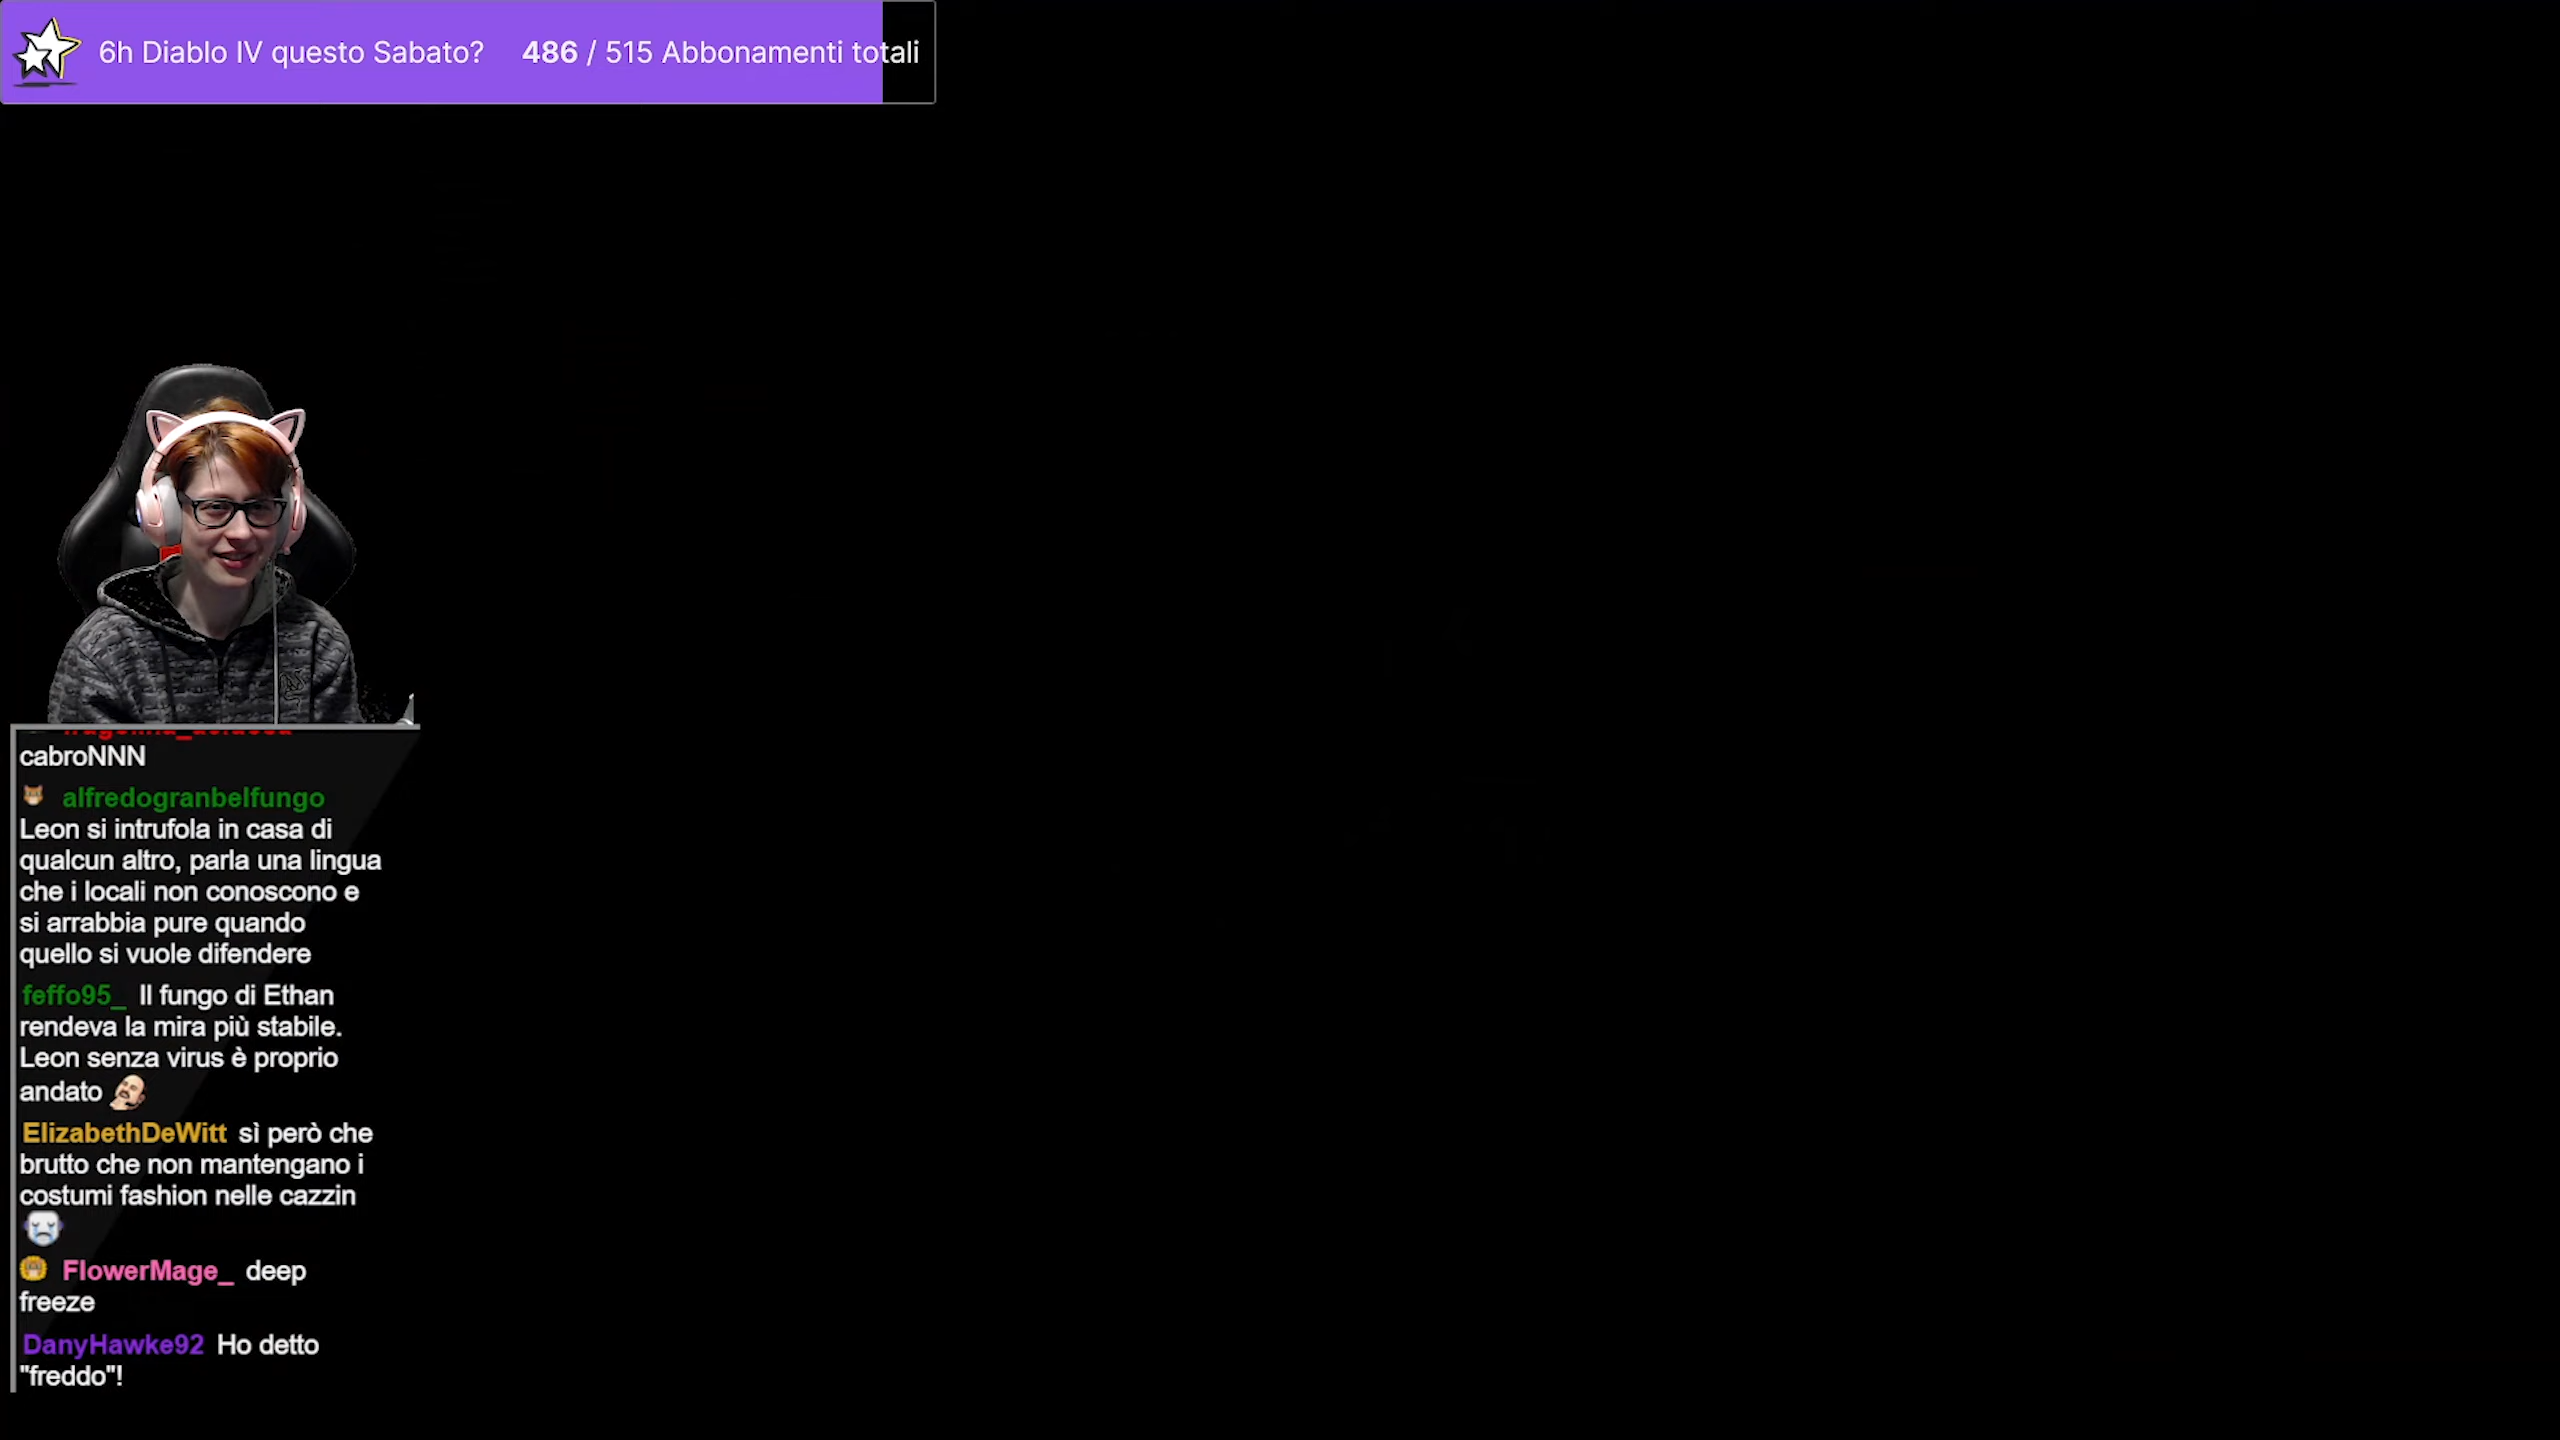 6h Diablo IV questo Sabato? 486 / 515 Abbonamenti totali
cabroNNN
alfredogranbelfungo
Leon si intrufola in casa di
qualcun altro, parla una lingua
che i locali non conoscono e
si arrabbia pure quando
quello si vuole difendere
feffo95_ Il fungo di Ethan
rendeva la mira più stabile.
Leon senza virus è proprio
andato
ElizabethDeWitt sì però che
brutto che non mantengano i
costumi fashion nelle cazzin
FlowerMage_ deep
freeze
DanyHawke92 Ho detto
"freddo"!